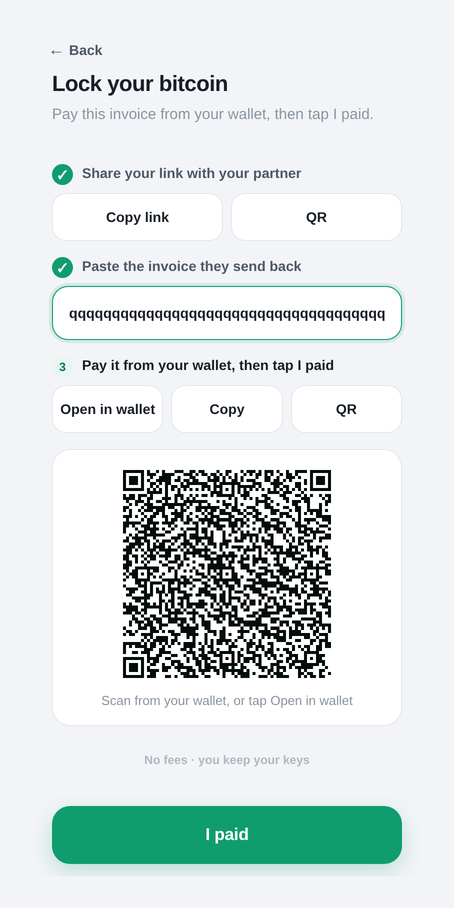 ← Back
Lock your bitcoin
Pay this invoice from your wallet, then tap I paid.
✓ Share your link with your partner
Copy link QR
✓ Paste the invoice they send back
qqqqqqqqqqqqqqqqqqqqqqqqqqqqqqqqqqqqq
3 Pay it from your wallet, then tap I paid
Open in wallet Copy QR
Scan from your wallet, or tap Open in wallet
No fees · you keep your keys
I paid